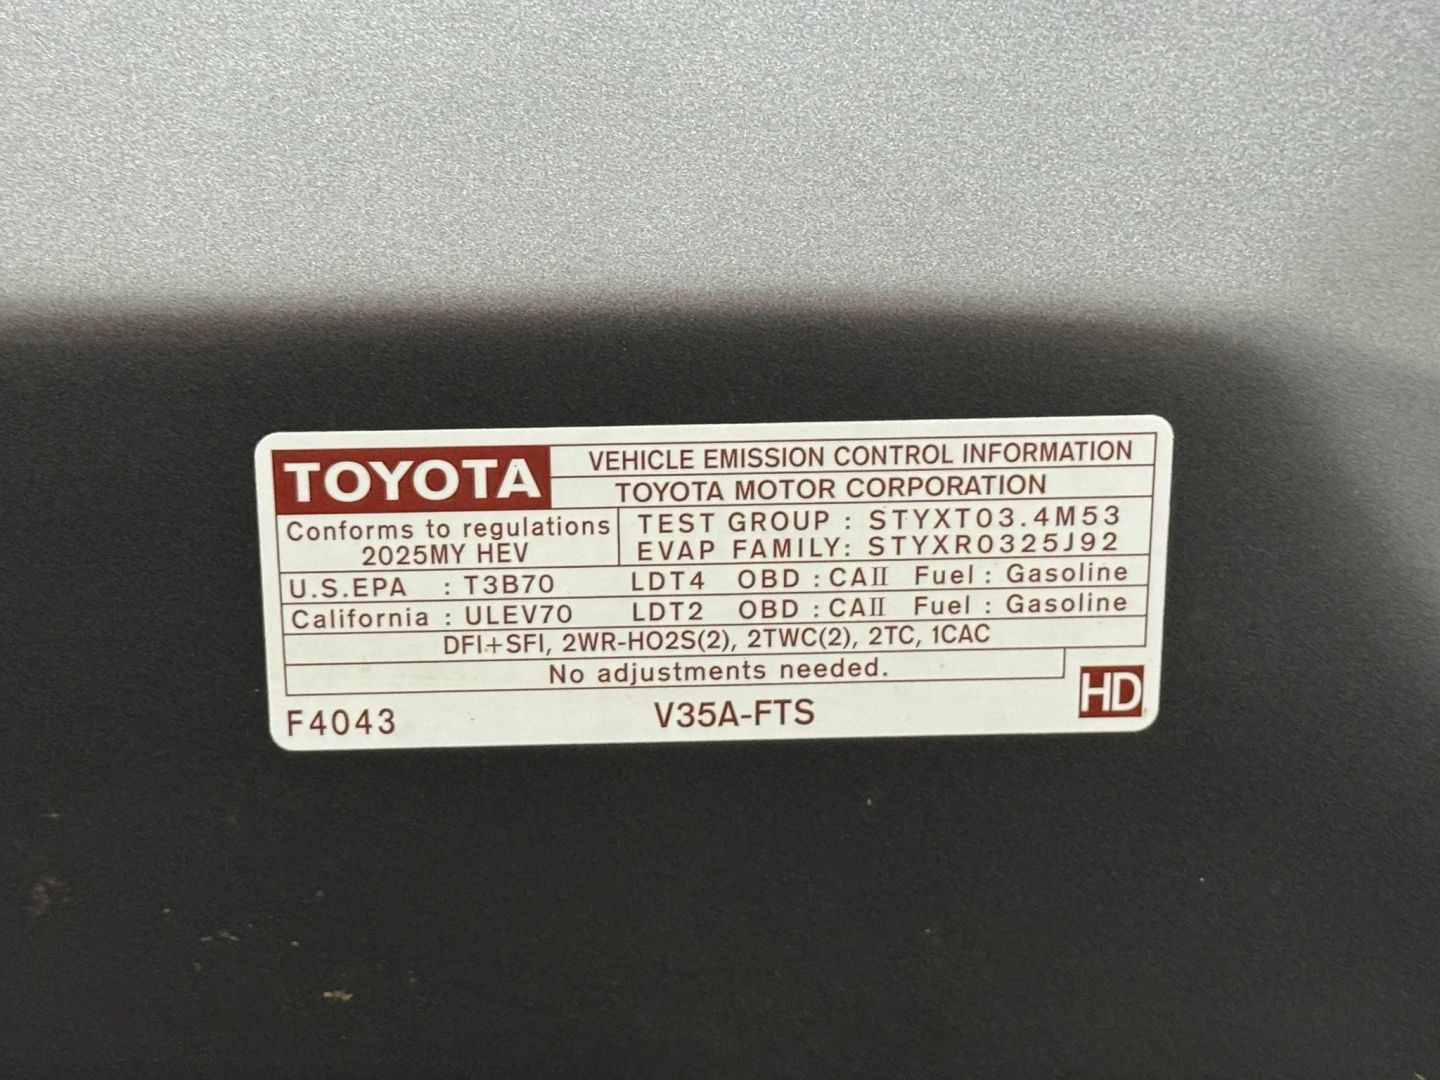 TOYOTA
VEHICLE EMISSION CONTROL INFORMATION
TOYOTA MOTOR CORPORATION
Conforms to regulations
2025MY HEV
TEST GROUP : STYXT03.4M53
EVAP FAMILY: STYXR0325J92
U.S.EPA : T3B70 LDT4 OBD : CAII Fuel : Gasoline
California : ULEV70 LDT2 OBD : CAII Fuel : Gasoline
DFI+SFI, 2WR-HO2S(2), 2TWC(2), 2TC, 1CAC
No adjustments needed.
F4043
V35A-FTS
HD